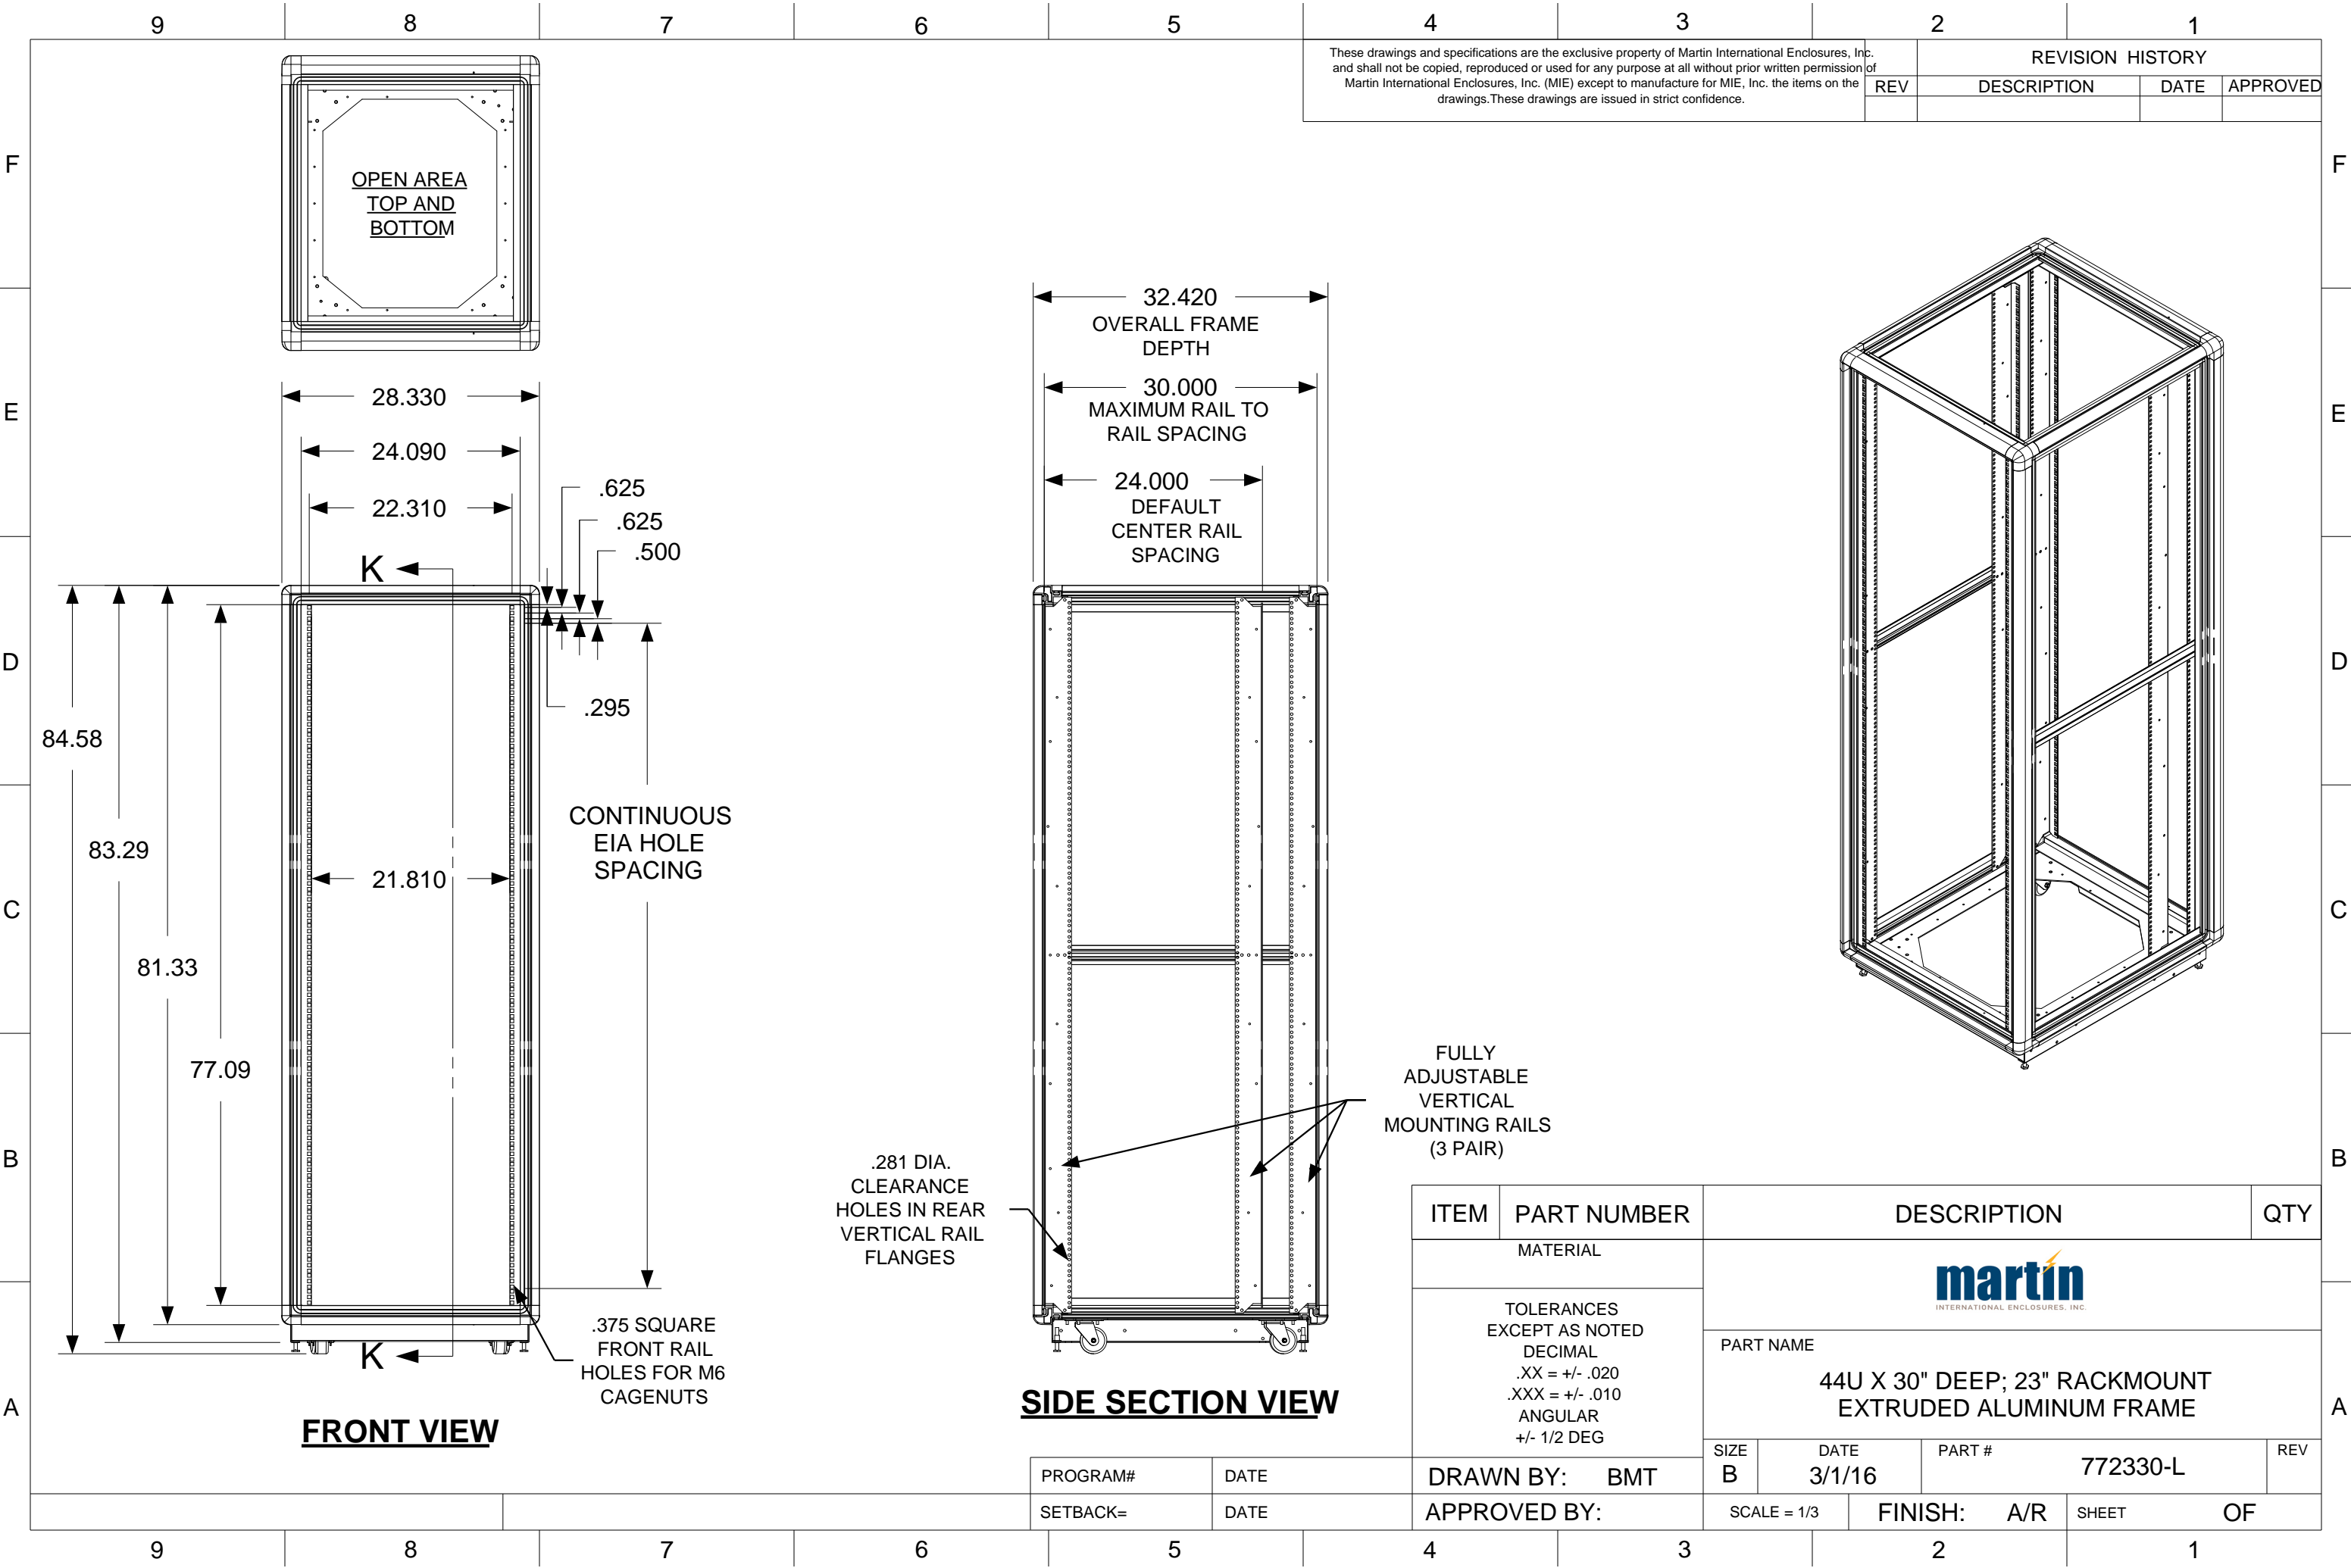 9 8 7 6 5 4 3 2 1
These drawings and specifications are the exclusive property of Martin International Enclosures, Inc.
and shall not be copied, reproduced or used for any purpose at all without prior written permission of
Martin International Enclosures, Inc. (MIE) except to manufacture for MIE, Inc. the items on the
drawings.These drawings are issued in strict confidence.
REVISION HISTORY
REV DESCRIPTION DATE APPROVED
F
F
OPEN AREA
TOP AND
BOTTOM
E
E
28.330
24.090
22.310
.625
.625
.500
.295
K
32.420
OVERALL FRAME
DEPTH
30.000
MAXIMUM RAIL TO
RAIL SPACING
24.000
DEFAULT
CENTER RAIL
SPACING
D
D
84.58
83.29
81.33
77.09
21.810
CONTINUOUS
EIA HOLE
SPACING
C
C
B
B
FULLY
ADJUSTABLE
VERTICAL
MOUNTING RAILS
(3 PAIR)
.281 DIA.
CLEARANCE
HOLES IN REAR
VERTICAL RAIL
FLANGES
K
.375 SQUARE
FRONT RAIL
HOLES FOR M6
CAGENUTS
FRONT VIEW
SIDE SECTION VIEW
A
A
ITEM PART NUMBER DESCRIPTION QTY
MATERIAL
martin
INTERNATIONAL ENCLOSURES, INC.
TOLERANCES
EXCEPT AS NOTED
DECIMAL
.XX = +/- .020
.XXX = +/- .010
ANGULAR
+/- 1/2 DEG
PART NAME
44U X 30" DEEP; 23" RACKMOUNT
EXTRUDED ALUMINUM FRAME
SIZE DATE PART # REV
B 3/1/16 772330-L
PROGRAM# DATE DRAWN BY: BMT
SETBACK= DATE APPROVED BY: SCALE = 1/3 FINISH: A/R SHEET OF
9 8 7 6 5 4 3 2 1